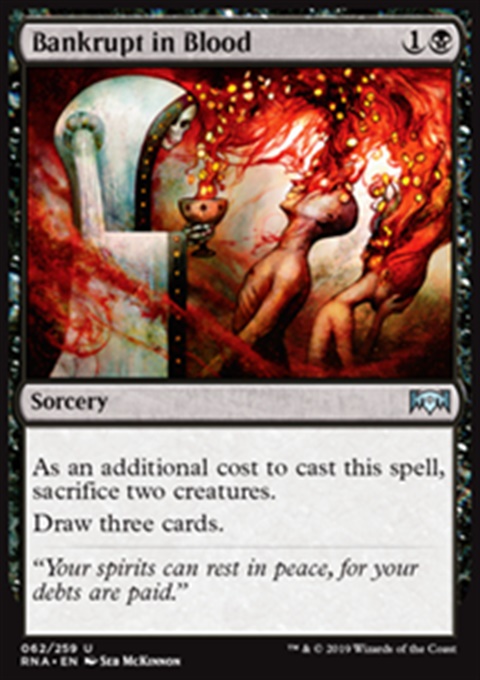 Bankrupt in Blood 1
Sorcery
As an additional cost to cast this spell,
sacrifice two creatures.
Draw three cards.
“Your spirits can rest in peace, for your
debts are paid.”
062/259 U
RNA • EN Seb McKinnon
™ & © 2019 Wizards of the Coast